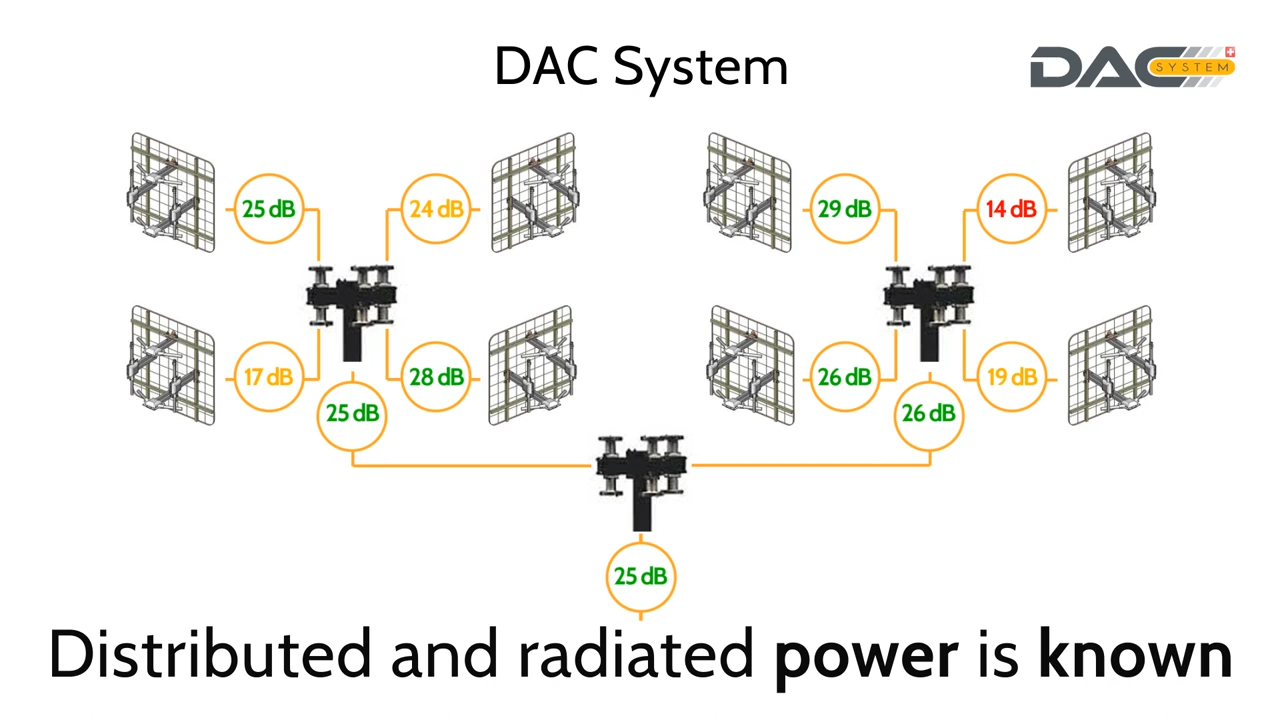 DAC System
DAC
SYSTEM
25 dB
24 dB
29 dB
14 dB
17 dB
28 dB
26 dB
19 dB
25 dB
26 dB
25 dB
Distributed and radiated power is known